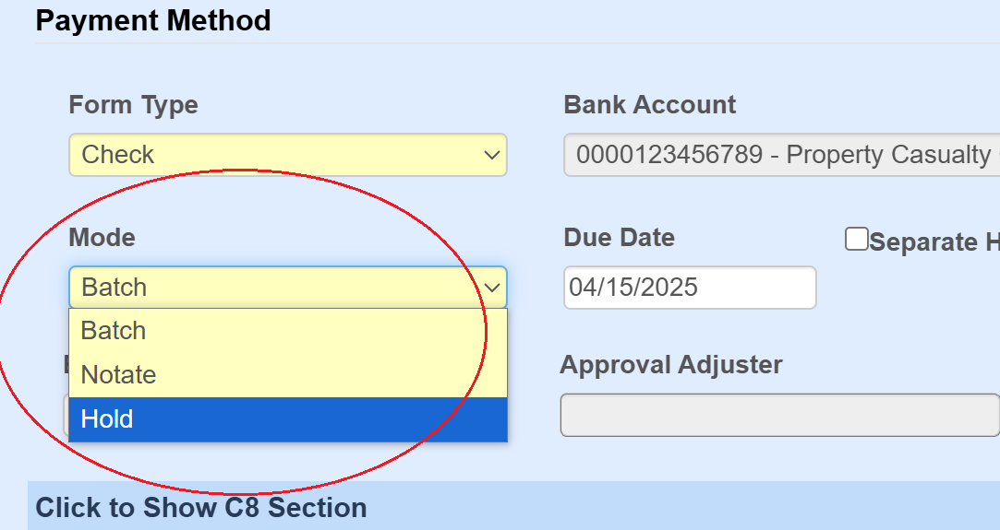 Payment Method
Form Type
Bank Account
Check
0000123456789 - Property Casualty
Mode
Due Date
Separate H
Batch
04/15/2025
Batch
Notate
Hold
Approval Adjuster
Click to Show C8 Section